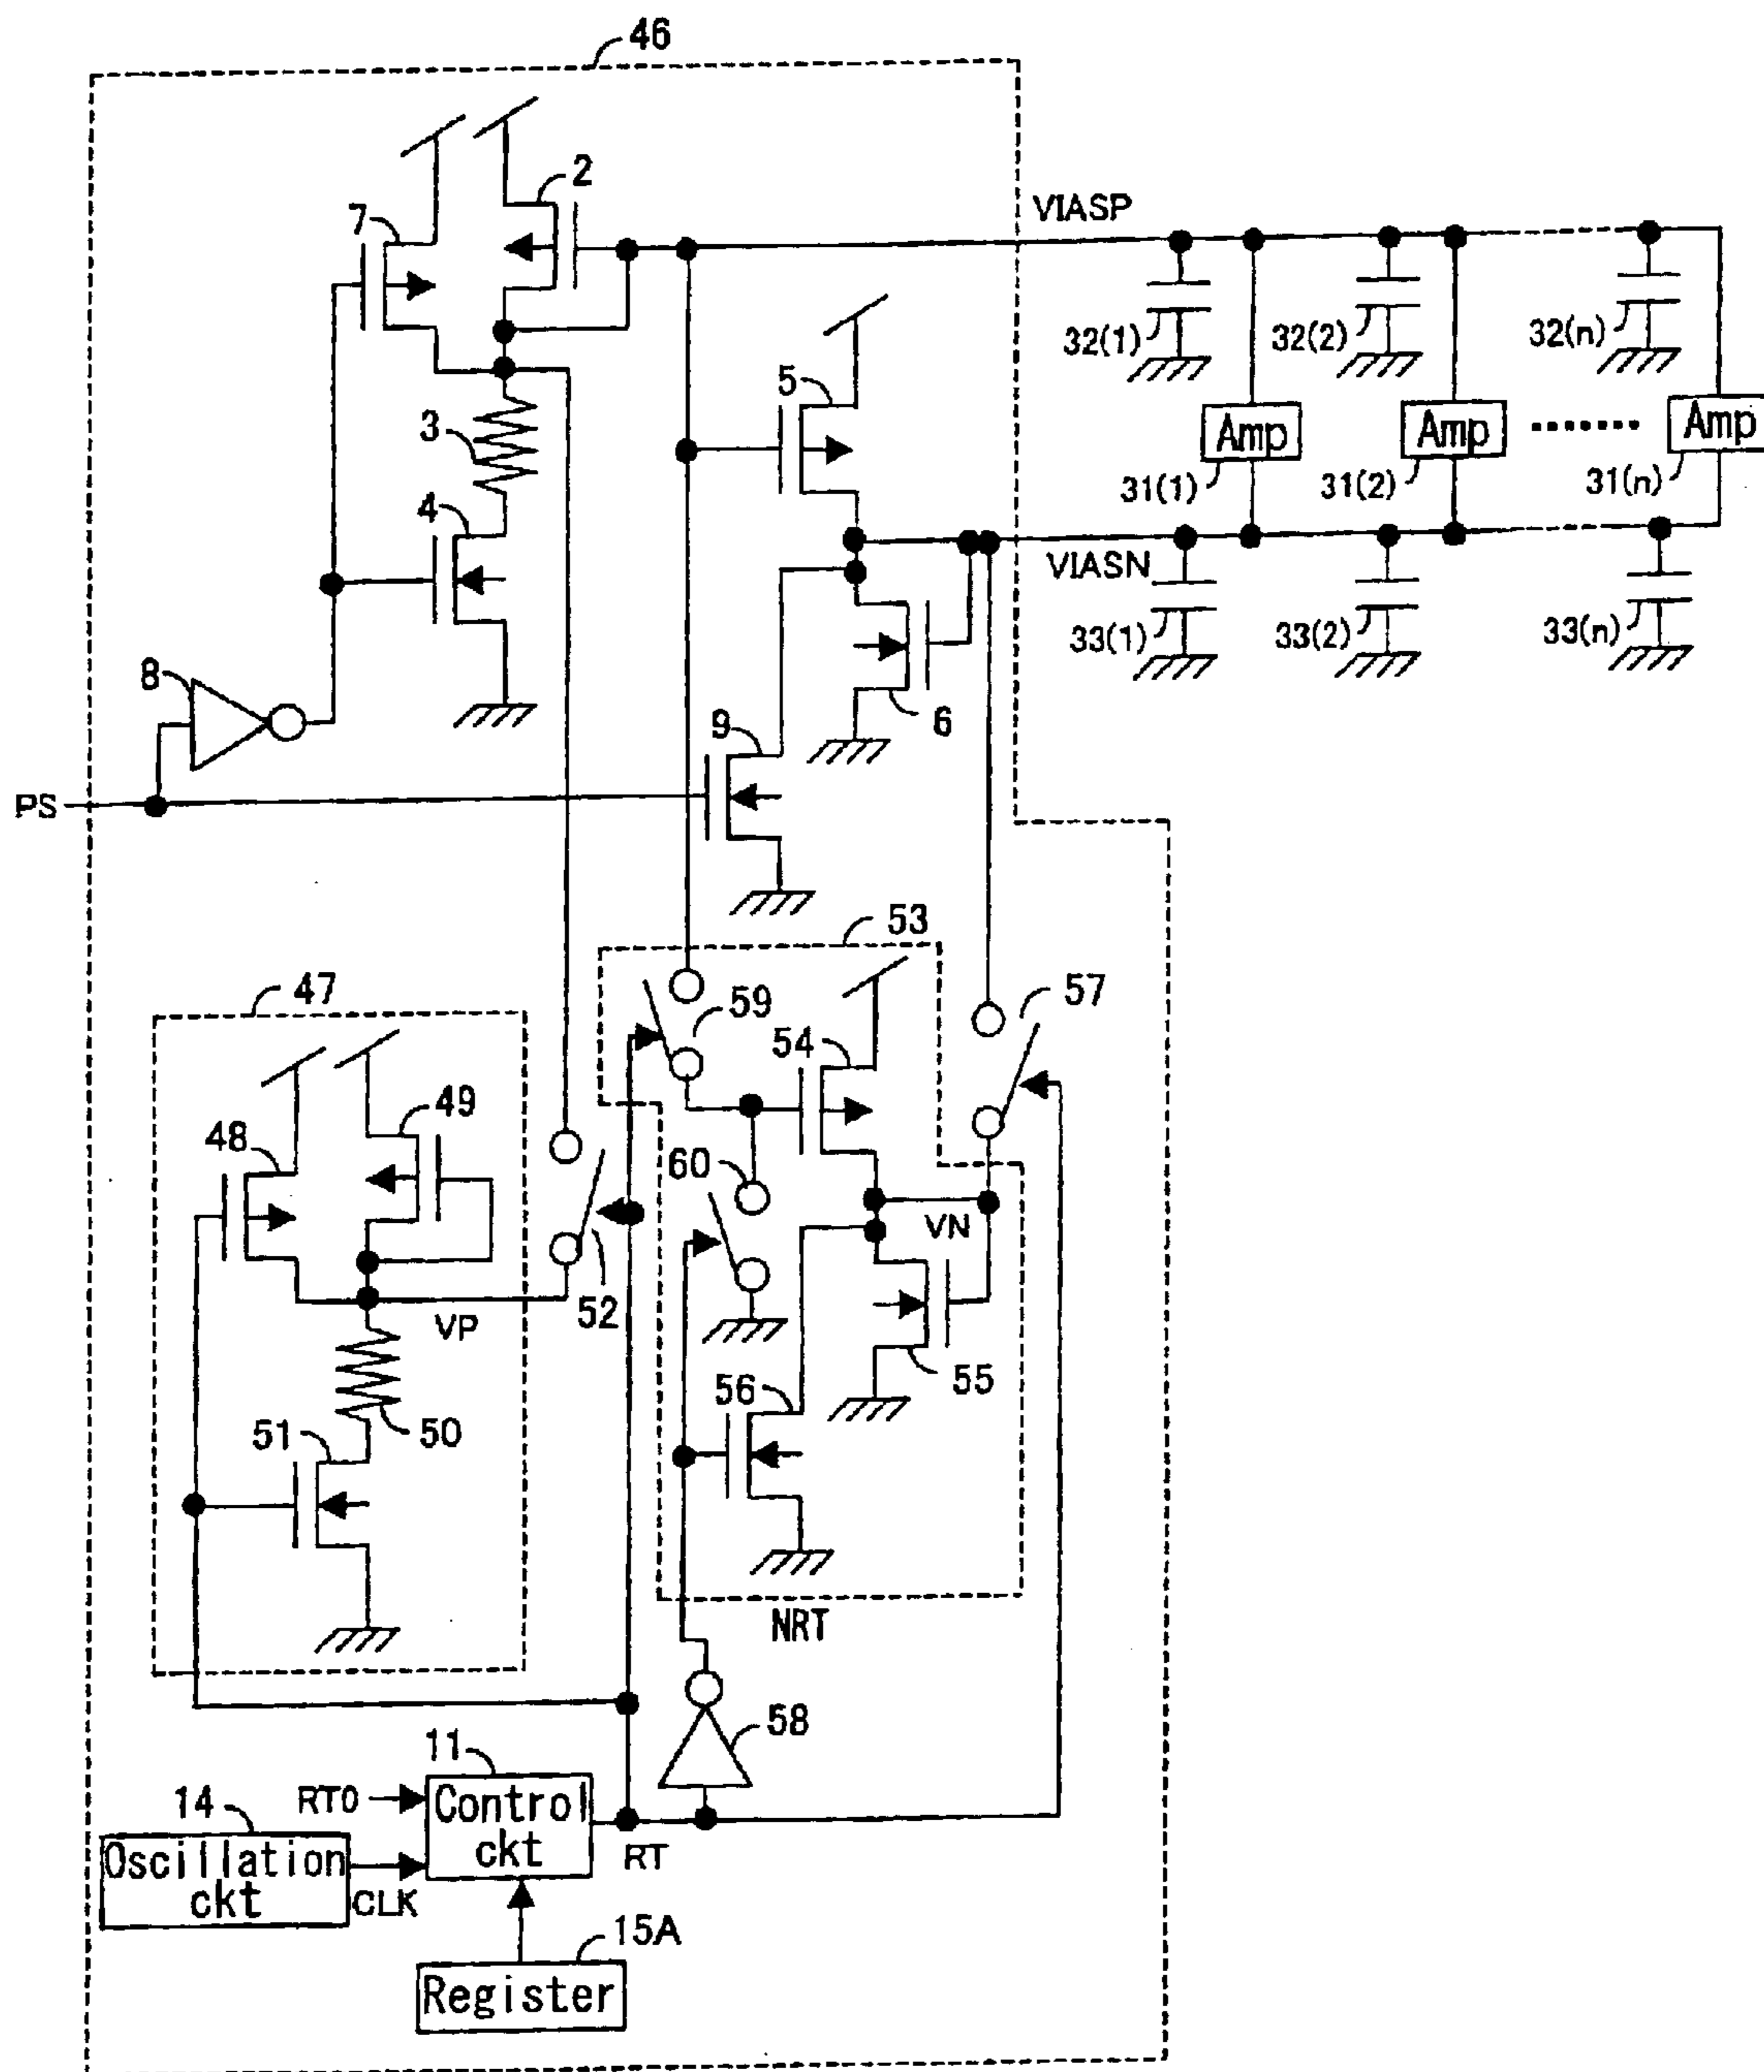 46
2
7
VIASP
32(1)
32(2)
32(n)
5
3
Amp
Amp
Amp
31(1)
31(2)
31(n)
4
VIASN
33(1)
33(2)
33(n)
8
6
9
PS
53
47
59
57
54
49
48
60
VN
52
VP
55
56
50
51
NRT
58
11
RT0
Control
ckt
14
Oscillation
ckt
CLK
RT
15A
Register